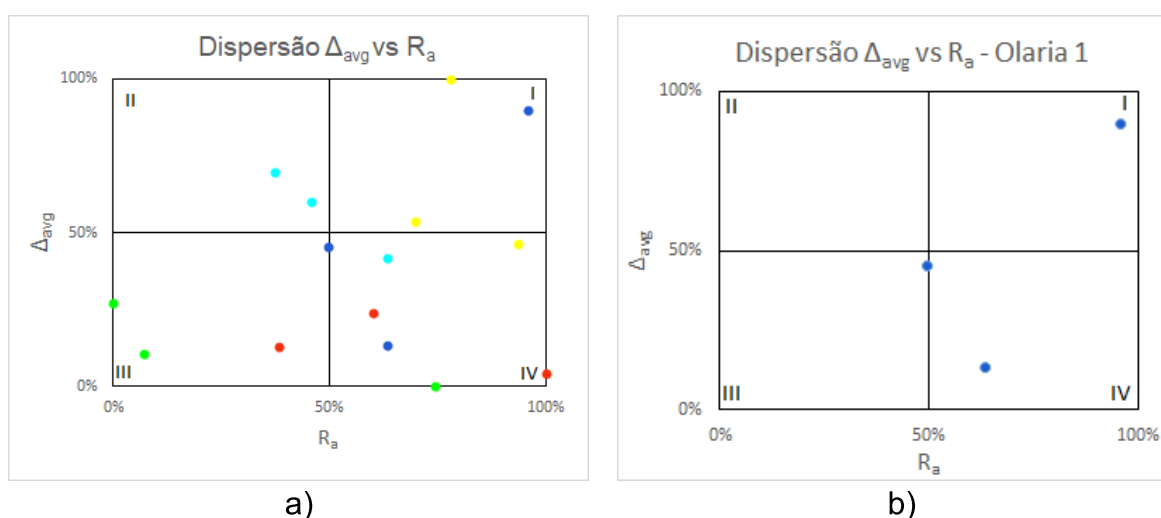 Dispersão Δavg vs Ra
100%
50%
0%
II
I
III
IV
0%
50%
100%
Δavg
Ra
a)
Dispersão Δavg vs Ra - Olaria 1
100%
50%
0%
II
I
III
IV
0%
50%
100%
Δavg
Ra
b)